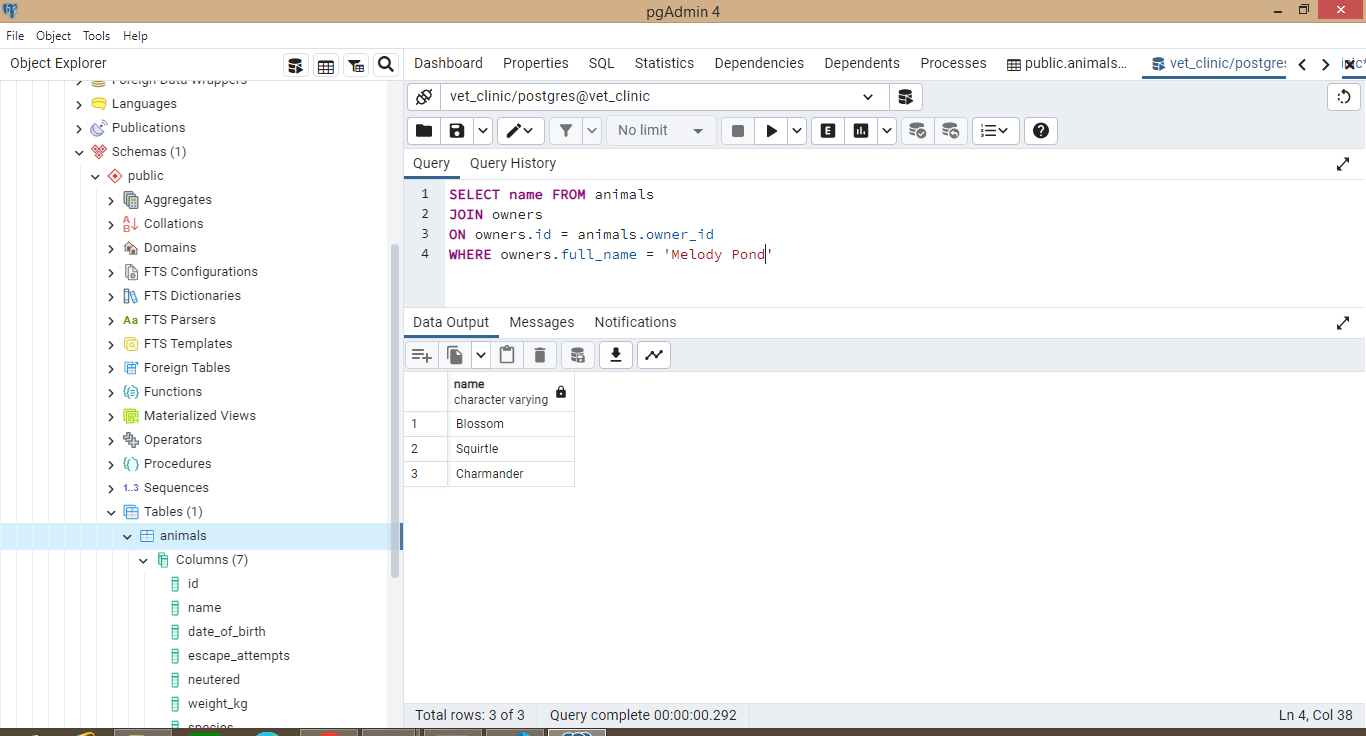 pgAdmin 4
File Object Tools Help
Object Explorer
Dashboard Properties SQL Statistics Dependencies Dependents Processes public.animals... vet_clinic/postgres
Foreign Data Wrappers
Languages
Publications
Schemas (1)
public
Aggregates
Collations
Domains
FTS Configurations
FTS Dictionaries
Aa FTS Parsers
FTS Templates
Foreign Tables
Functions
Materialized Views
Operators
Procedures
1..3 Sequences
Tables (1)
animals
Columns (7)
id
name
date_of_birth
escape_attempts
neutered
weight_kg
species
vet_clinic/postgres@vet_clinic
No limit
E
Query Query History
1 SELECT name FROM animals
2 JOIN owners
3 ON owners.id = animals.owner_id
4 WHERE owners.full_name = 'Melody Pond'
Data Output Messages Notifications
name
character varying
1 Blossom
2 Squirtle
3 Charmander
Total rows: 3 of 3 Query complete 00:00:00.292 Ln 4, Col 38